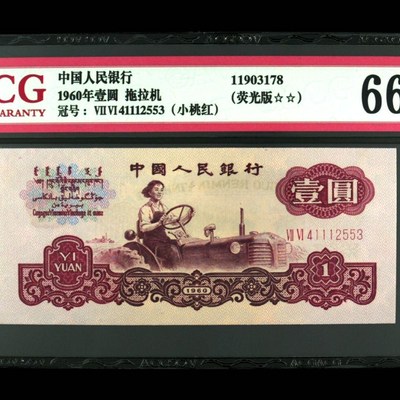 CG
ARANTY
中国人民银行
1960年壹圆 拖拉机
冠号: VII VI 41112553 (小桃红)
11903178
(荧光版☆☆)
66
中国人民银行
壹圓
VII VI 41112553
YI
YUAN
1960
1